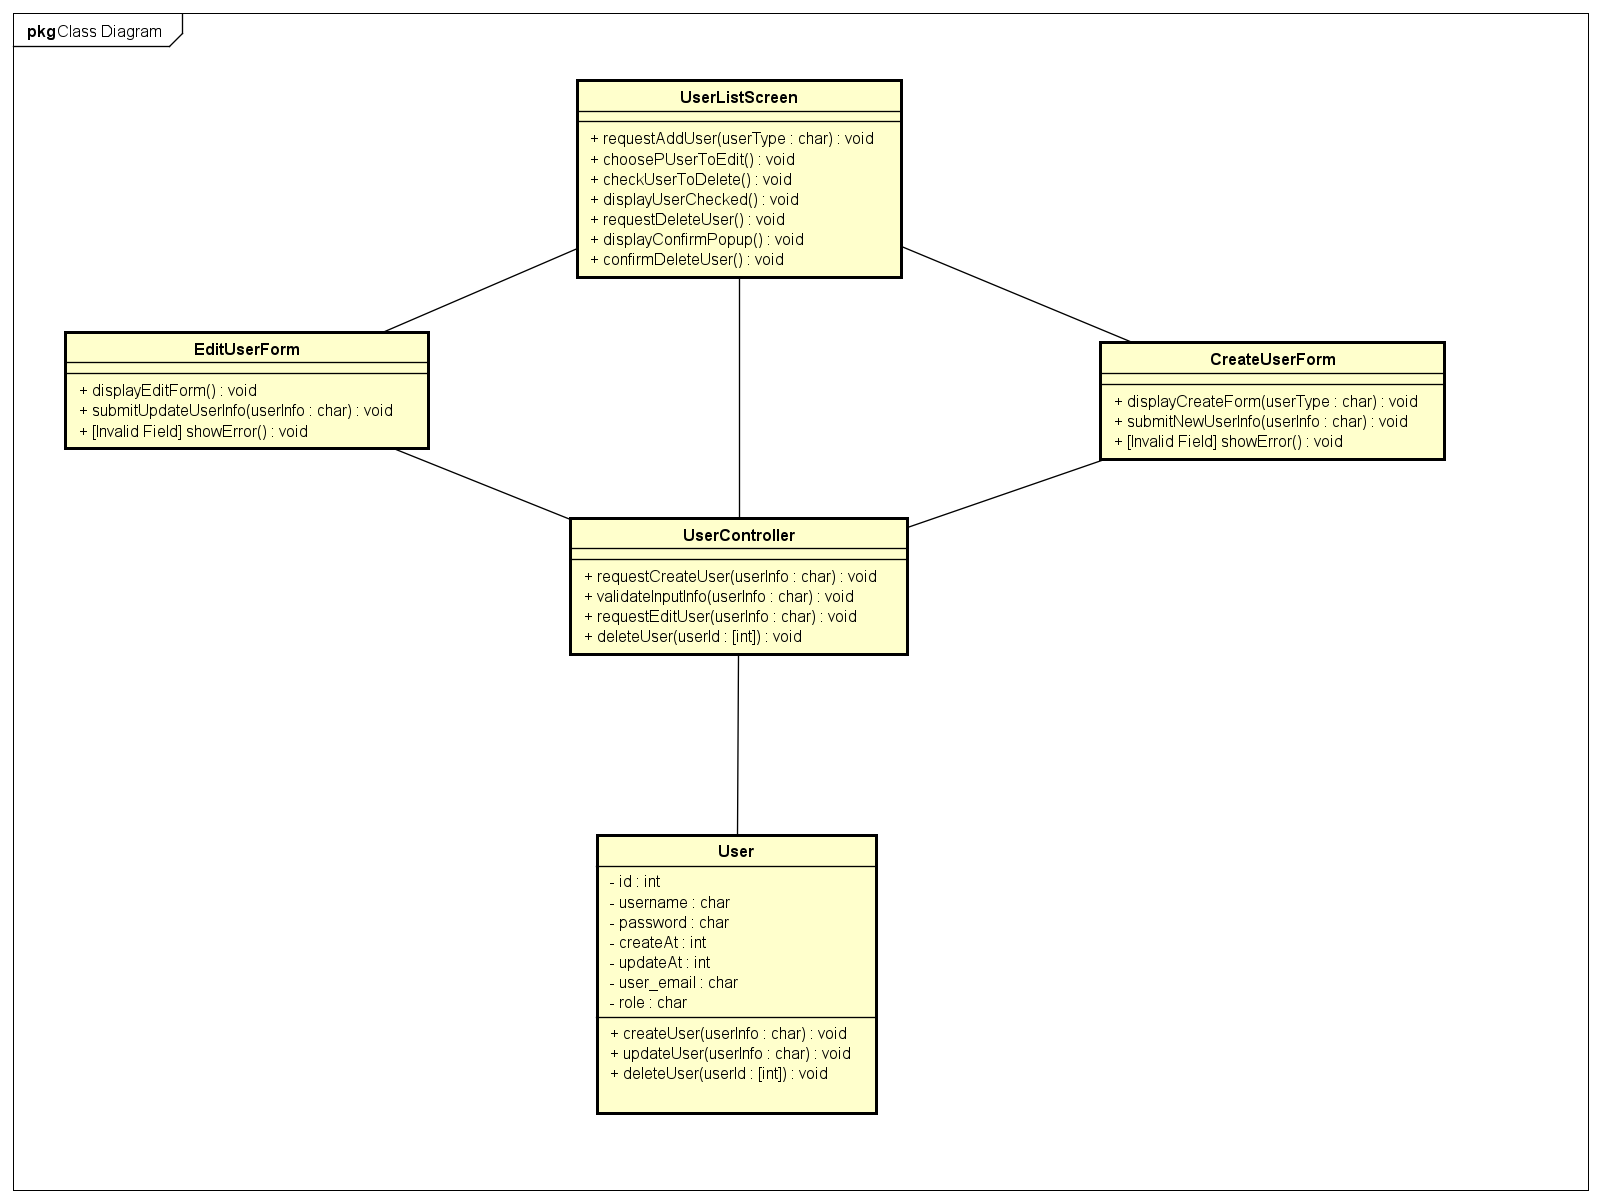 pkg Class Diagram
UserListScreen
+ requestAddUser(userType : char) : void
+ choosePUserToEdit() : void
+ checkUserToDelete() : void
+ displayUserChecked() : void
+ requestDeleteUser() : void
+ displayConfirmPopup() : void
+ confirmDeleteUser() : void
EditUserForm
+ displayEditForm() : void
+ submitUpdateUserInfo(userInfo : char) : void
+ [Invalid Field] showError() : void
CreateUserForm
+ displayCreateForm(userType : char) : void
+ submitNewUserInfo(userInfo : char) : void
+ [Invalid Field] showError() : void
UserController
+ requestCreateUser(userInfo : char) : void
+ validateInputInfo(userInfo : char) : void
+ requestEditUser(userInfo : char) : void
+ deleteUser(userId : [int]) : void
User
- id : int
- username : char
- password : char
- createAt : int
- updateAt : int
- user_email : char
- role : char
+ createUser(userInfo : char) : void
+ updateUser(userInfo : char) : void
+ deleteUser(userId : [int]) : void